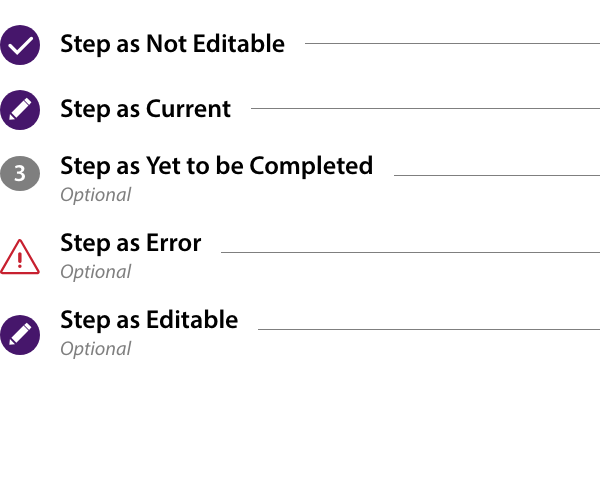 Step as Not Editable
Step as Current
3 Step as Yet to be Completed
Optional
Step as Error
Optional
Step as Editable
Optional